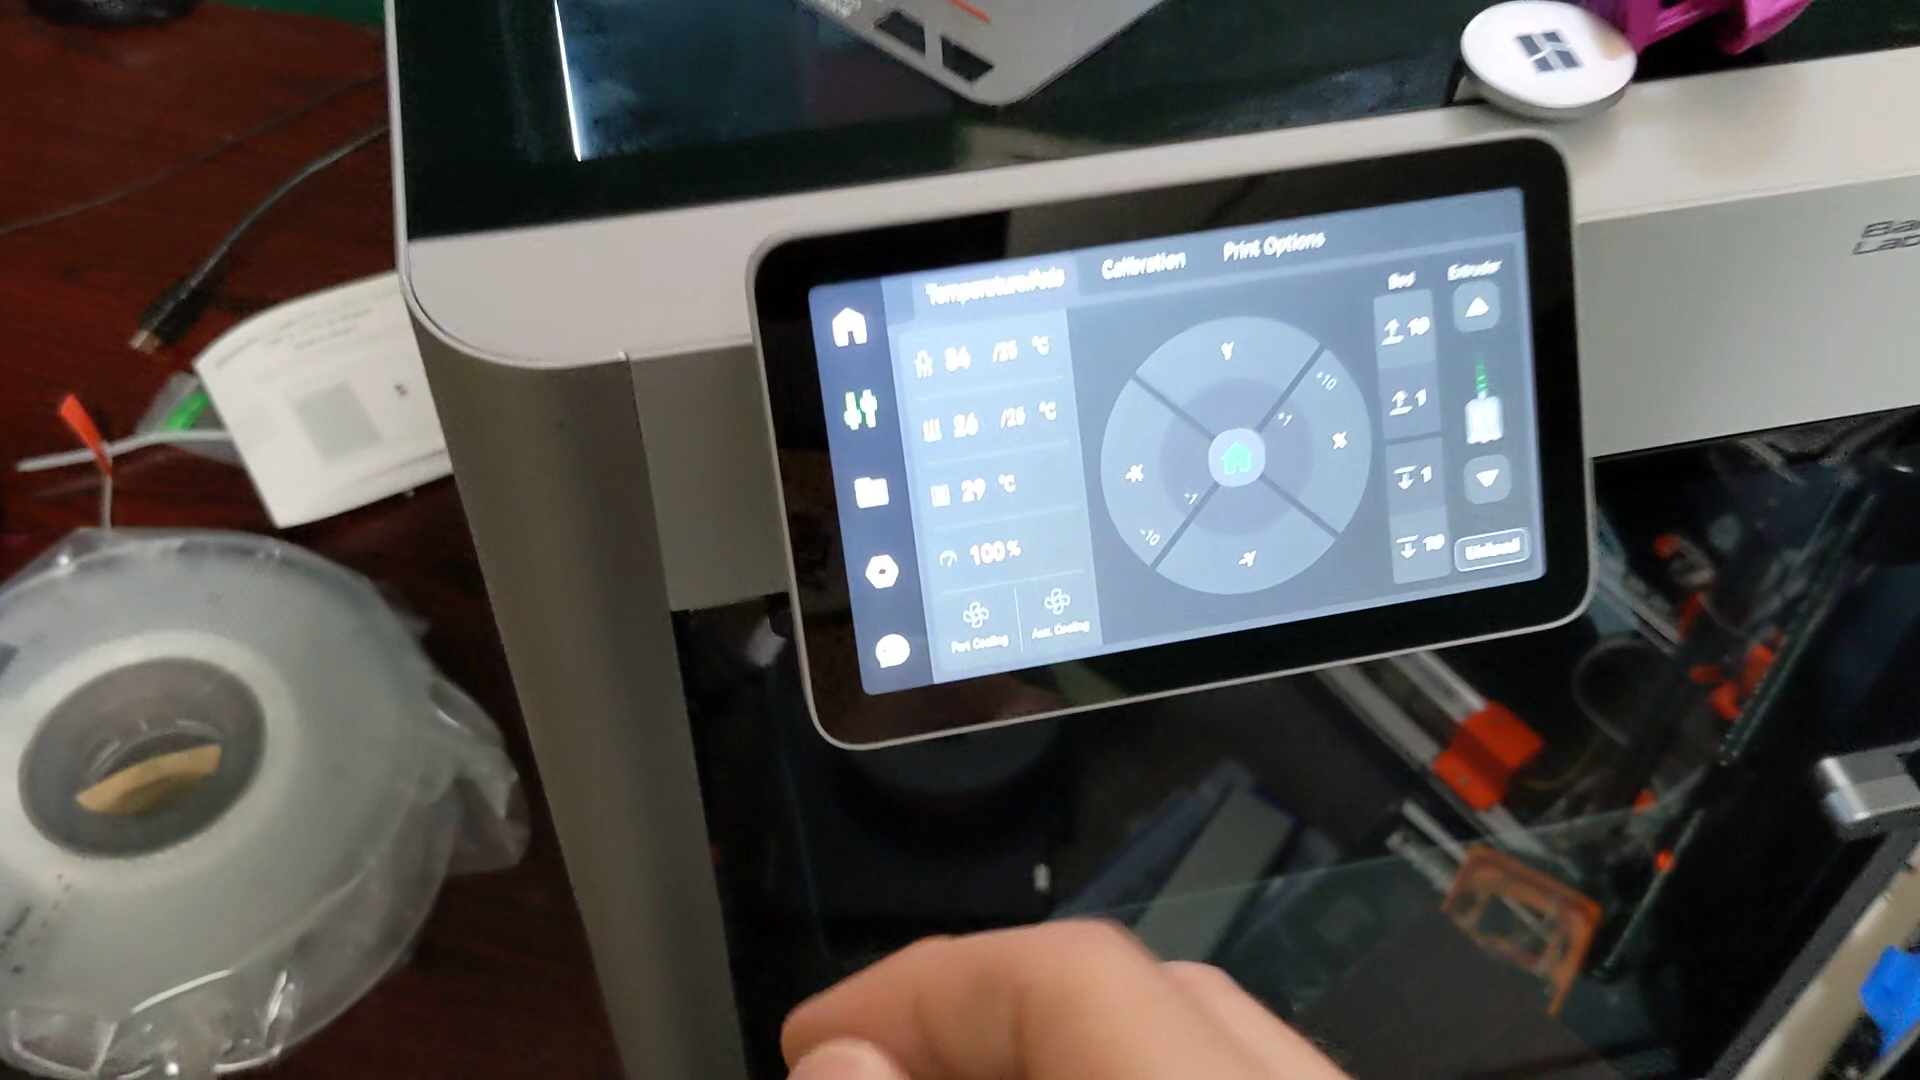 Temperature/Axis Calibration Print Options
Bed Extruder
34 /25 °C
26 /25 °C
29 °C
100%
Part Cooling Aux. Cooling
Y
+10
+1
X
-X
-1
-10
-Y
10
1
1
10
Unload